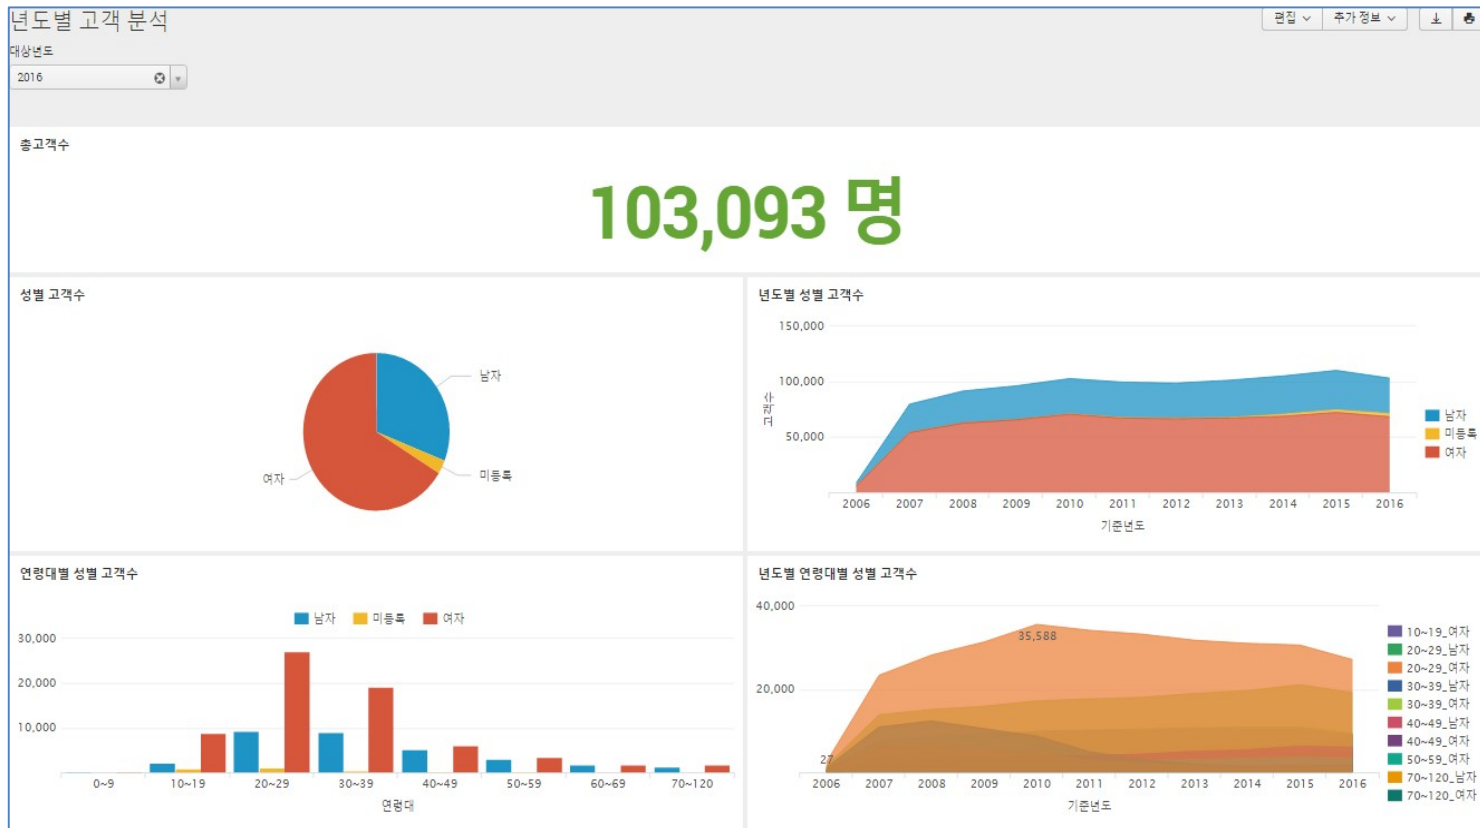 년도별 고객 분석
편집
추가 정보
대상년도
2016
총고객수
103,093 명
성별 고객수
남자
미등록
여자
년도별 성별 고객수
150,000
100,000
50,000
고객수
2006 2007 2008 2009 2010 2011 2012 2013 2014 2015 2016
기준년도
남자
미등록
여자
연령대별 성별 고객수
남자 미등록 여자
30,000
20,000
10,000
0~9 10~19 20~29 30~39 40~49 50~59 60~69 70~120
연령대
년도별 연령대별 성별 고객수
40,000
35,588
20,000
27
2006 2007 2008 2009 2010 2011 2012 2013 2014 2015 2016
기준년도
10~19_여자
20~29_남자
20~29_여자
30~39_남자
30~39_여자
40~49_남자
40~49_여자
50~59_여자
70~120_남자
70~120_여자